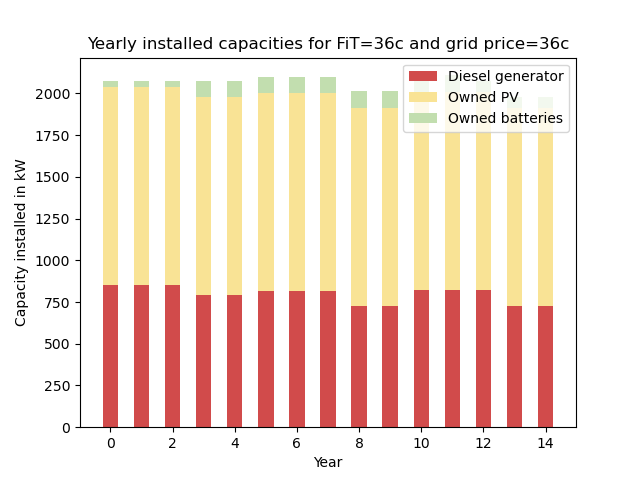 Yearly installed capacities for FiT=36c and grid price=36c
Diesel generator
Owned PV
Owned batteries
Capacity installed in kW
2000
1750
1500
1250
1000
750
500
250
0
0 2 4 6 8 10 12 14
Year